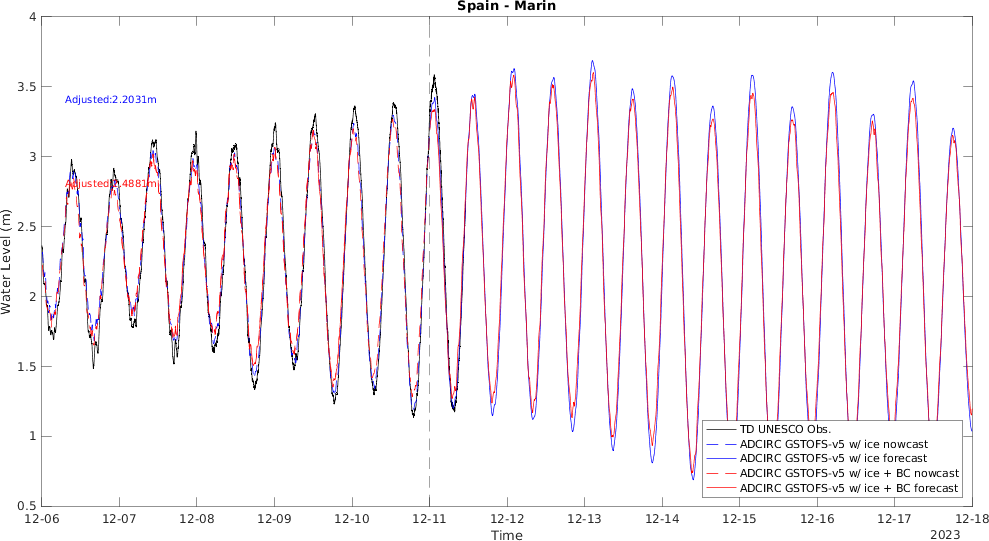 Spain - Marin
Water Level (m)
4
3.5
3
2.5
2
1.5
1
0.5
Adjusted:2.2031m
TD UNESCO Obs.
ADCIRC GSTOFS-v5 w/ ice nowcast
ADCIRC GSTOFS-v5 w/ ice forecast
ADCIRC GSTOFS-v5 w/ ice + BC nowcast
ADCIRC GSTOFS-v5 w/ ice + BC forecast
12-06 12-07 12-08 12-09 12-10 12-11 12-12 12-13 12-14 12-15 12-16 12-17 12-18
Time
2023